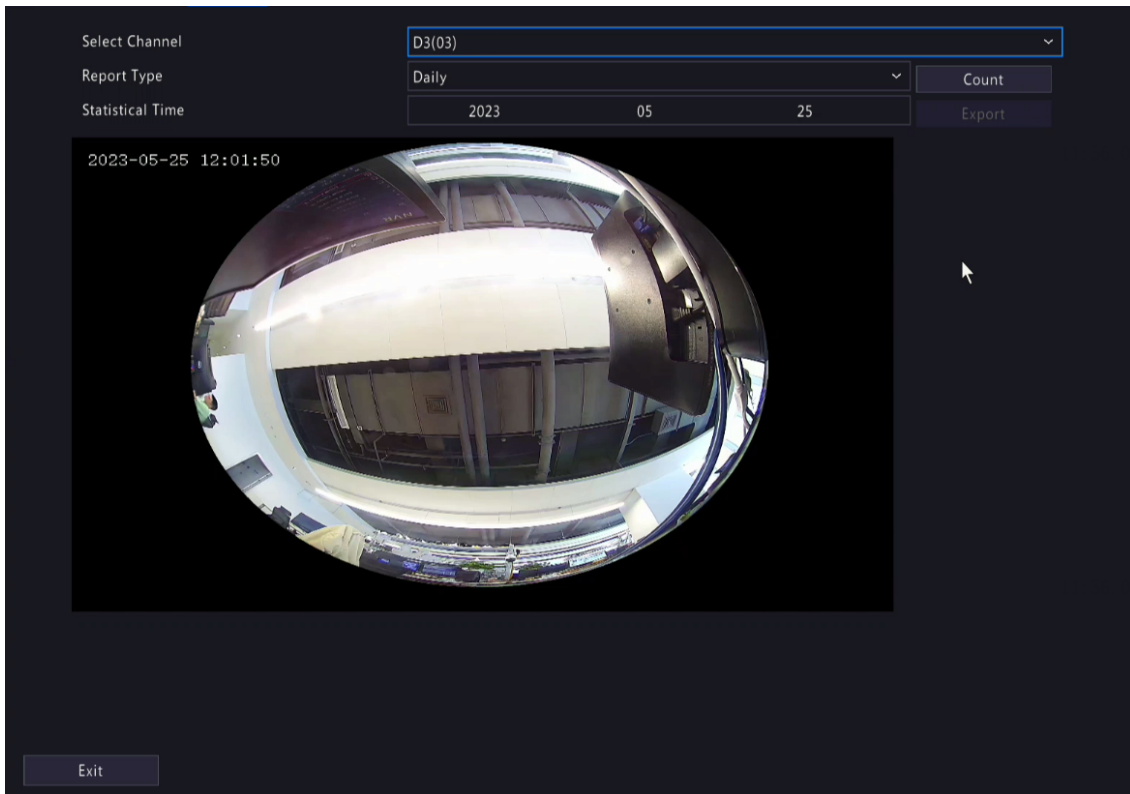 Select Channel D3(03)
Report Type Daily Count
Statistical Time 2023 05 25 Export
2023-05-25 12:01:50
Exit